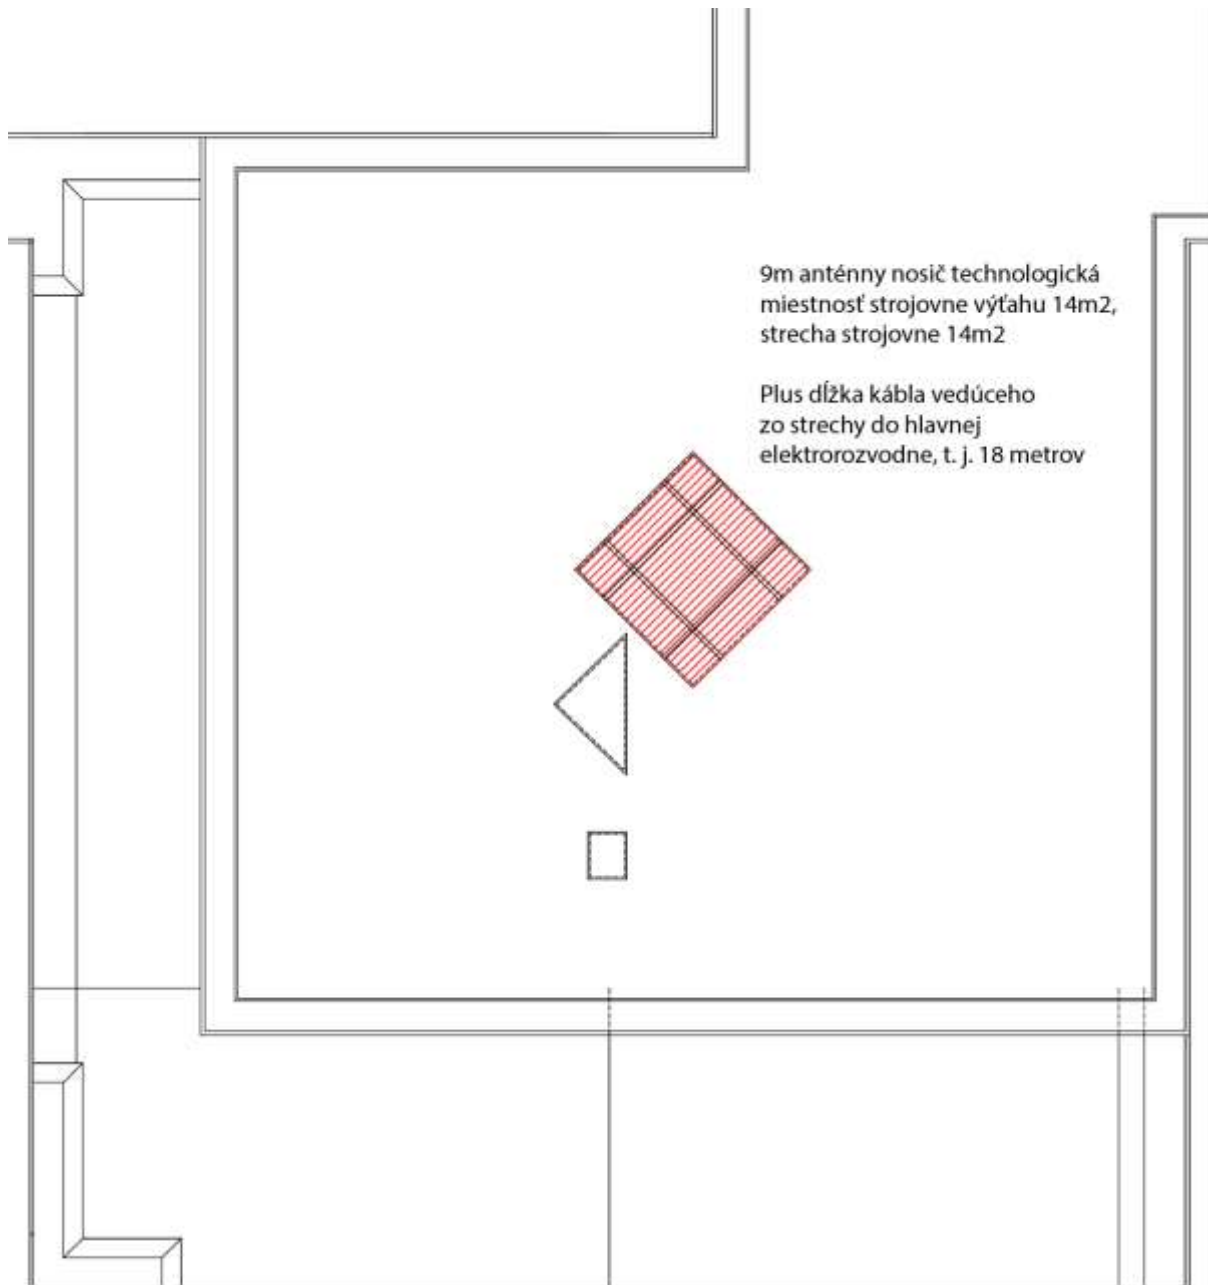 9m anténny nosič technologická
miestnosť strojovne výťahu 14m2,
strecha strojovne 14m2
Plus dĺžka kábla vedúceho
zo strechy do hlavnej
elektrorozvodne, t. j. 18 metrov